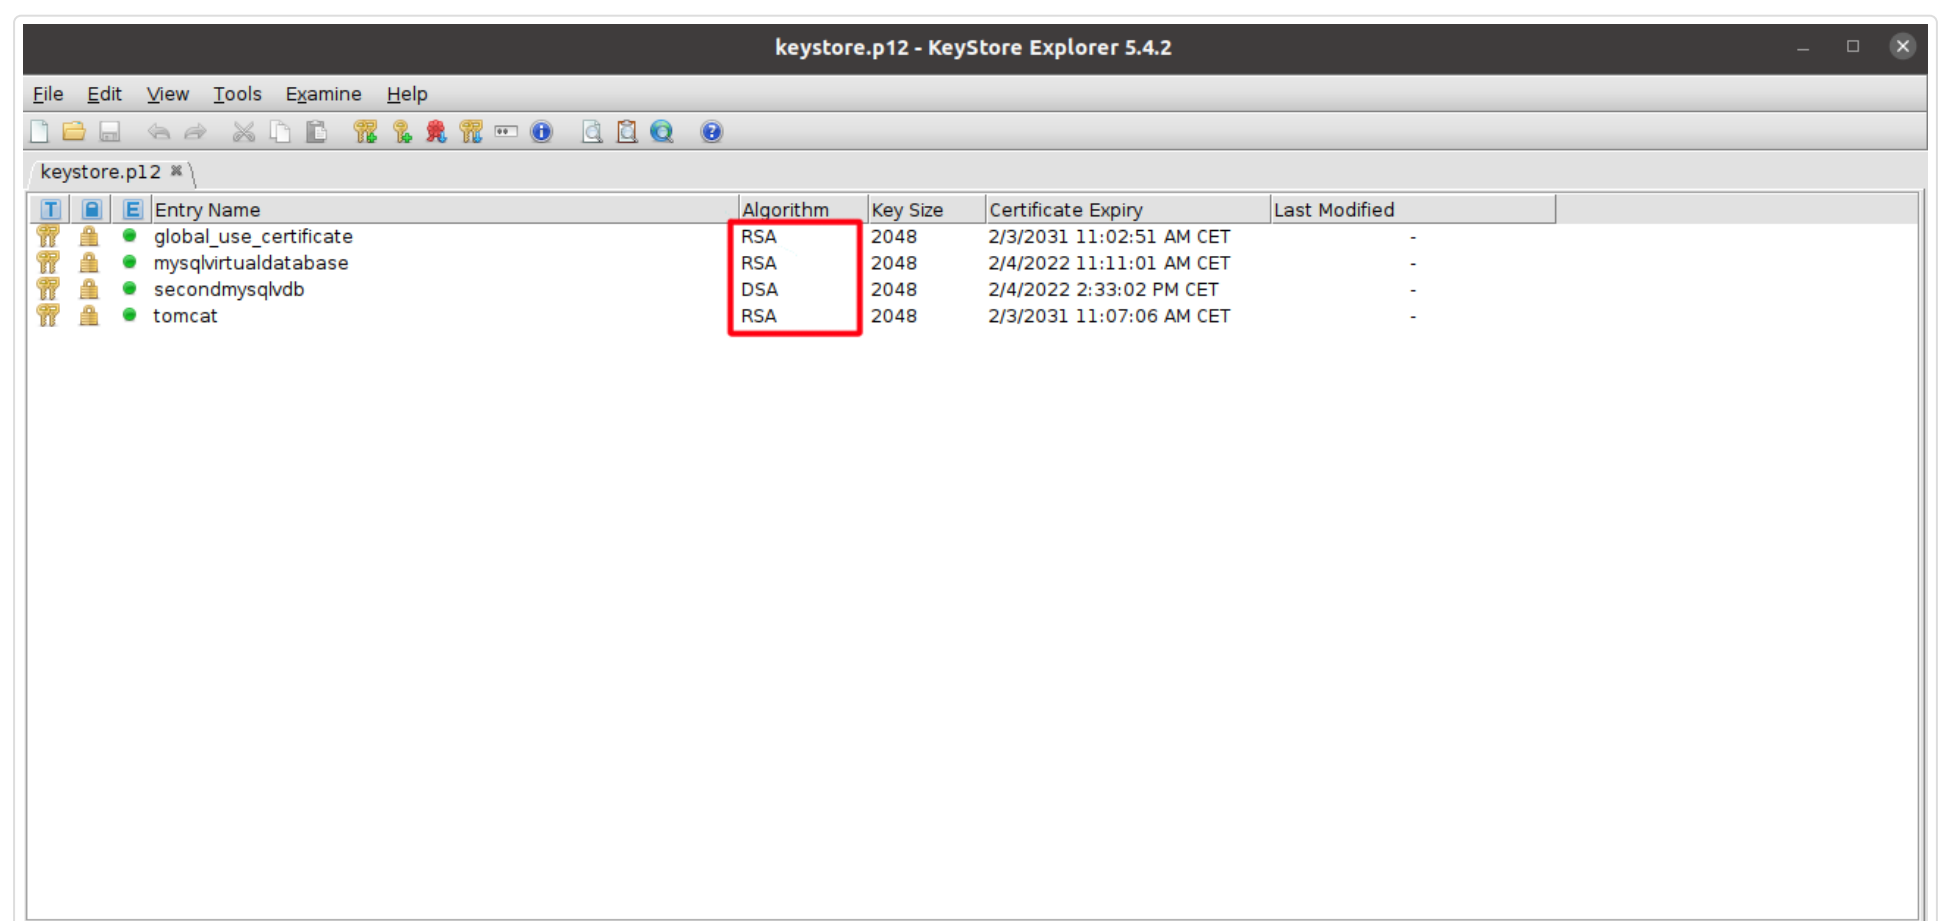 keystore.p12 - KeyStore Explorer 5.4.2
File Edit View Tools Examine Help
keystore.p12
T E Entry Name Algorithm Key Size Certificate Expiry Last Modified
global_use_certificate RSA 2048 2/3/2031 11:02:51 AM CET -
mysqlvirtualdatabase RSA 2048 2/4/2022 11:11:01 AM CET -
secondmysqlvdb DSA 2048 2/4/2022 2:33:02 PM CET -
tomcat RSA 2048 2/3/2031 11:07:06 AM CET -